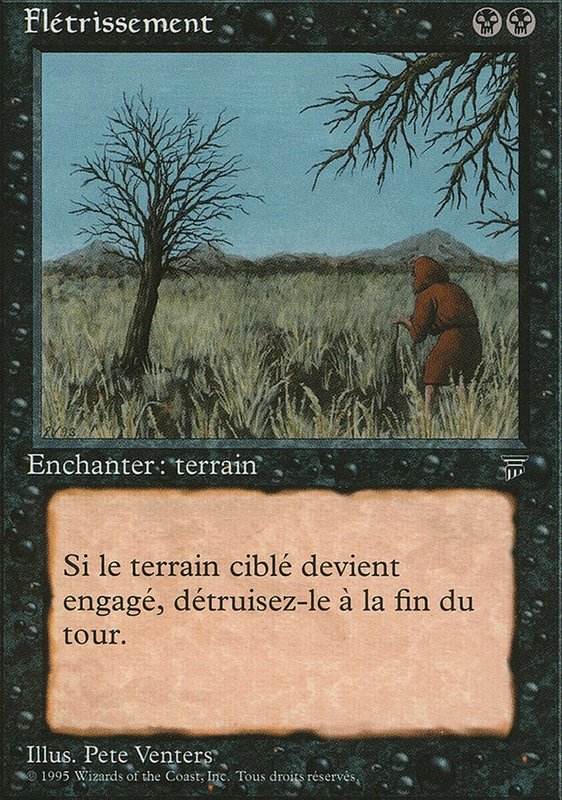 Flétrissement
Enchanter: terrain
Si le terrain ciblé devient
engagé, détruisez-le à la fin du
tour.
Illus. Pete Venters
© 1995 Wizards of the Coast, Inc. Tous droits réservés.